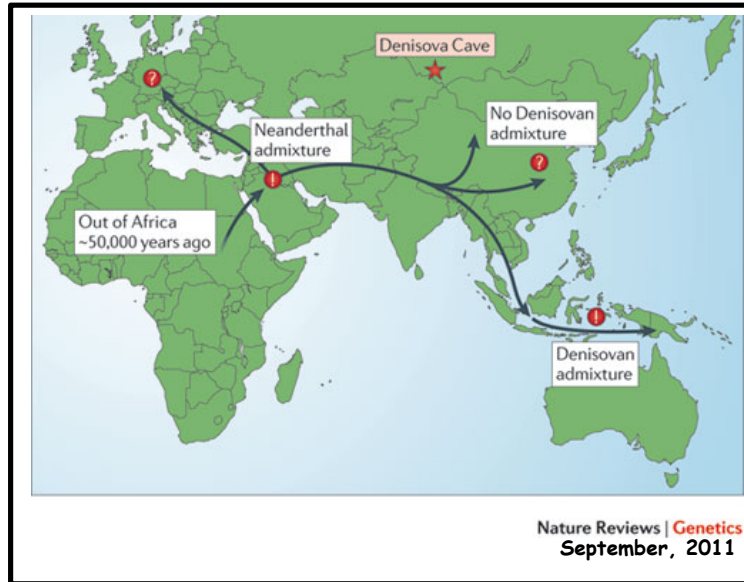 Denisova Cave
No Denisovan
admixture
?
Neanderthal
admixture
?
!
Out of Africa
~50,000 years ago
!
Denisovan
admixture
Nature Reviews | Genetics
September, 2011